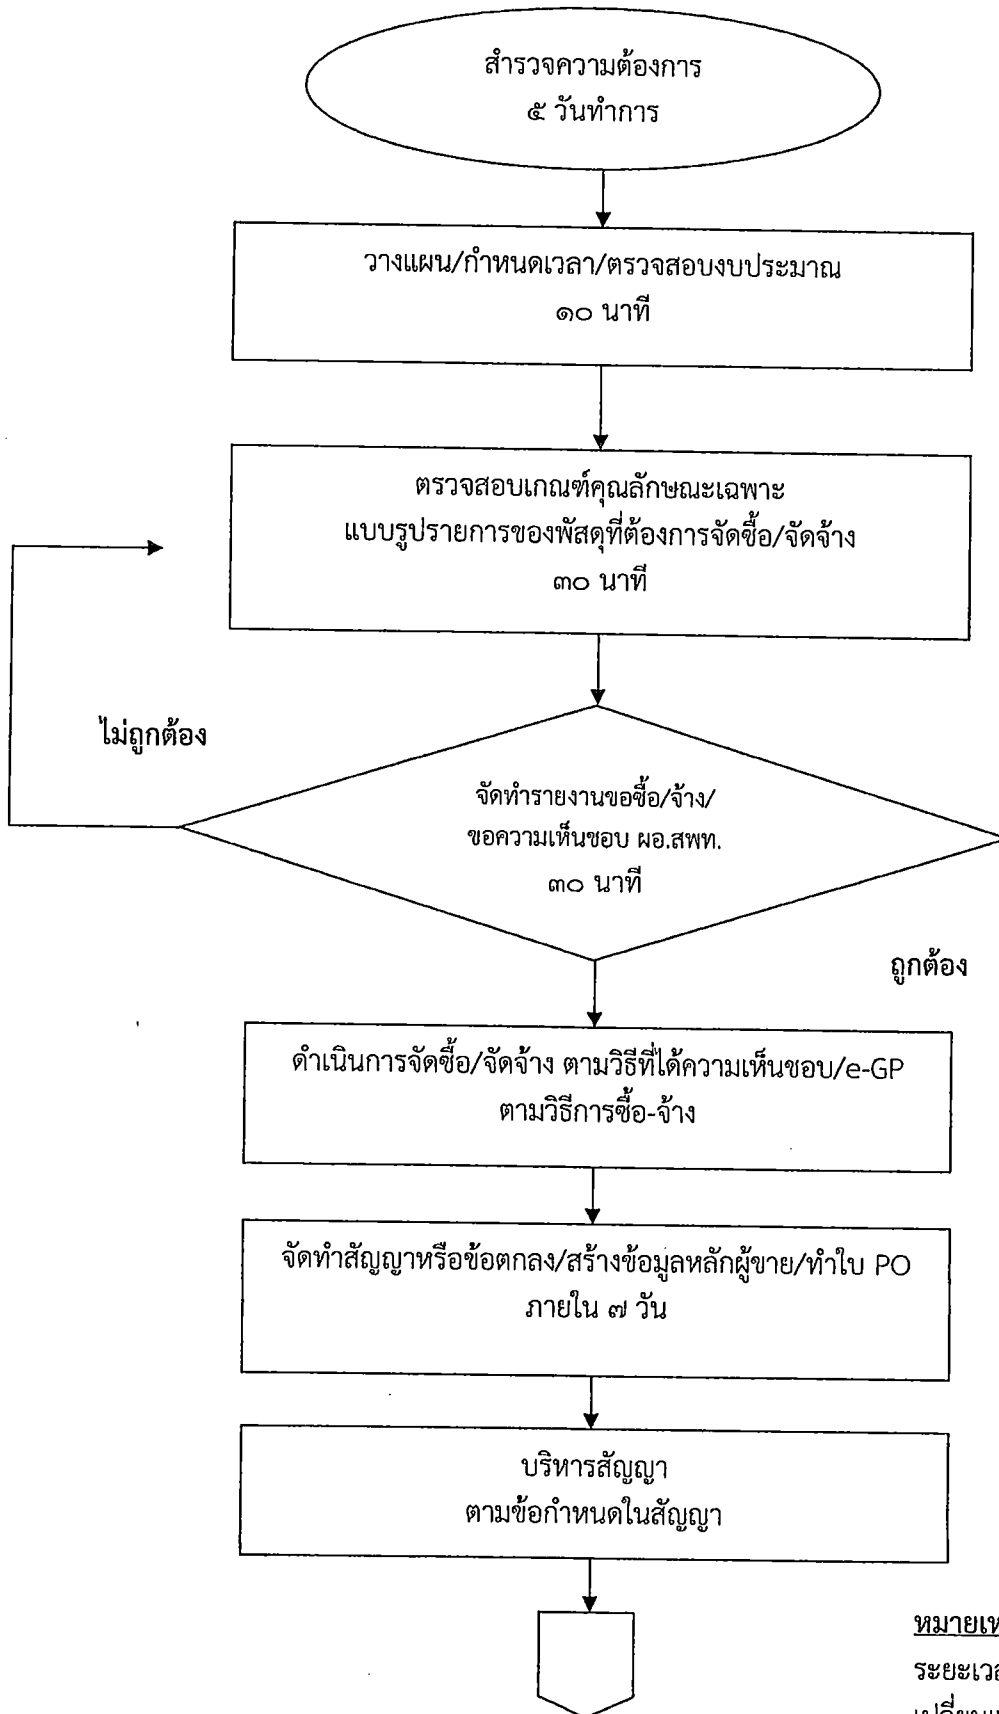 สำรวจความต้องการ
๕ วันทำการ
วางแผน/กำหนดเวลา/ตรวจสอบงบประมาณ
๑๐ นาที
ตรวจสอบเกณฑ์คุณลักษณะเฉพาะ
แบบรูปรายการของพัสดุที่ต้องการจัดซื้อ/จัดจ้าง
๓๐ นาที
ไม่ถูกต้อง
จัดทำรายงานขอซื้อ/จ้าง/
ขอความเห็นชอบ ผอ.สพท.
๓๐ นาที
ถูกต้อง
ดำเนินการจัดซื้อ/จัดจ้าง ตามวิธีที่ได้ความเห็นชอบ/e-GP
ตามวิธีการซื้อ-จ้าง
จัดทำสัญญาหรือข้อตกลง/สร้างข้อมูลหลักผู้ขาย/ทำใบ PO
ภายใน ๗ วัน
บริหารสัญญา
ตามข้อกำหนดในสัญญา